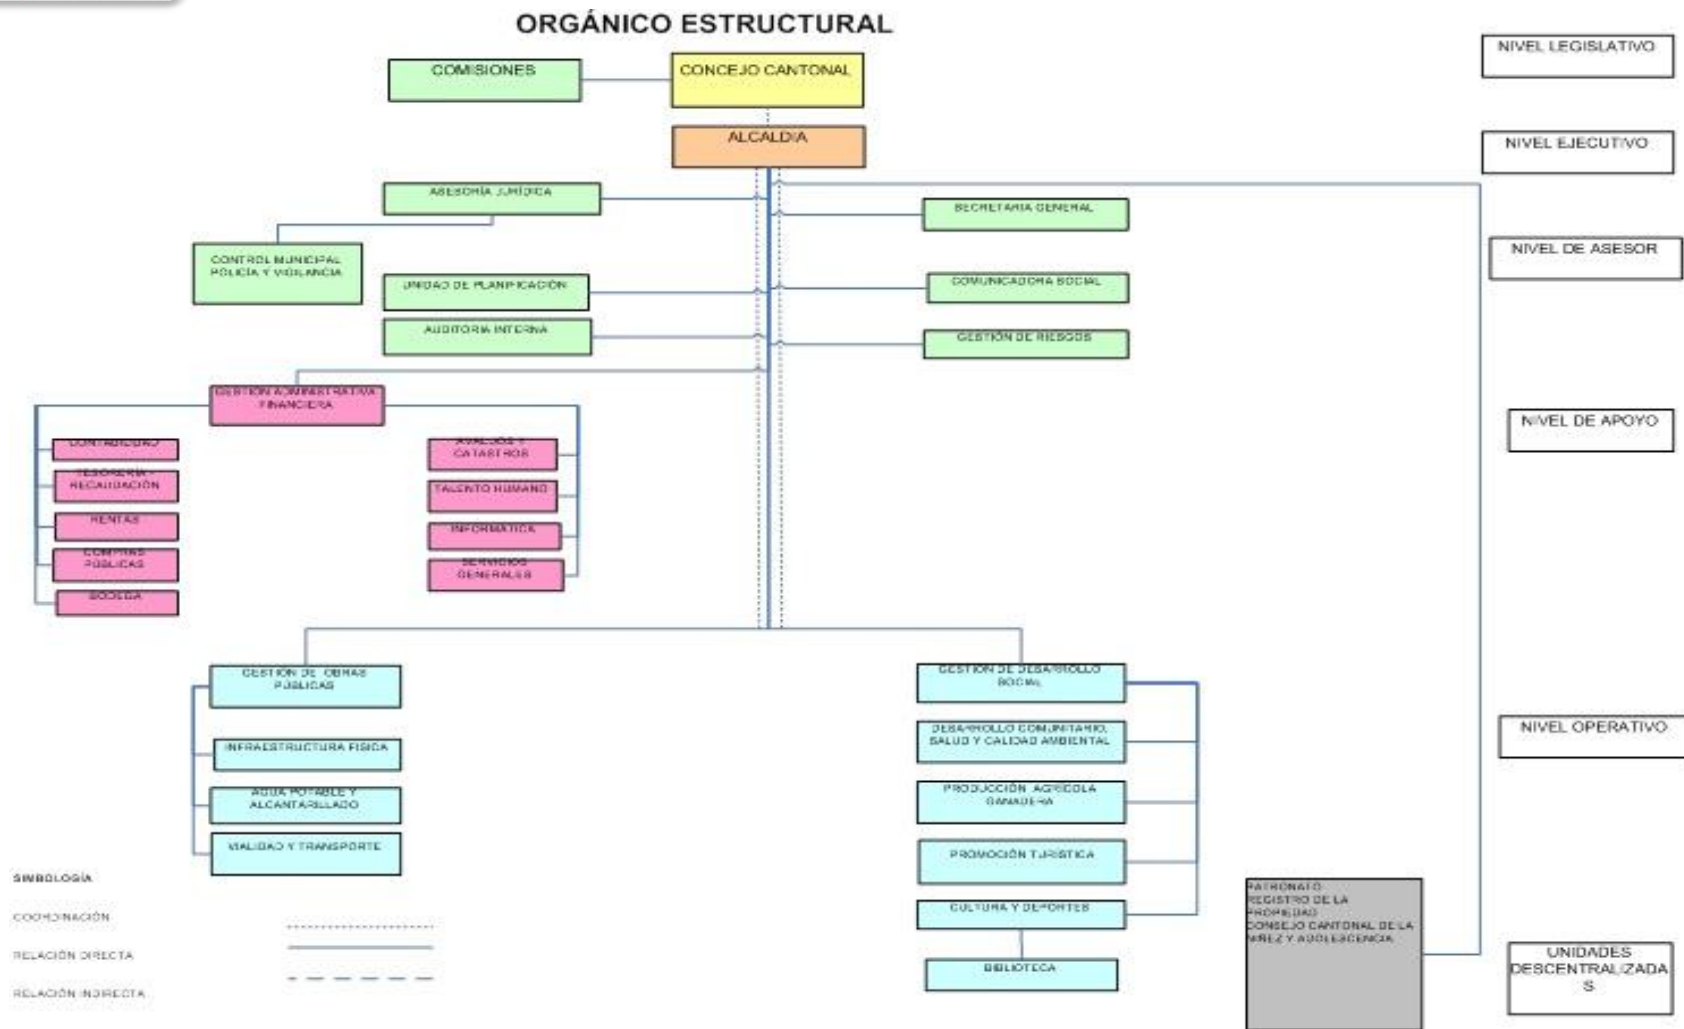 ORGÁNICO ESTRUCTURAL
COMISIONES
CONCEJO CANTONAL
NIVEL LEGISLATIVO
ALCALDIA
NIVEL EJECUTIVO
ASESORÍA JURÍDICA
SECRETARIA GENERAL
CONTROL MUNICIPAL
POLICÍA Y VIGILANCIA
NIVEL DE ASESOR
UNIDAD DE PLANIFICACIÓN
COMUNICADORA SOCIAL
AUDITORIA INTERNA
GESTIÓN DE RIESGOS
GESTIÓN ADMINISTRATIVA
FINANCIERA
NIVEL DE APOYO
CONTABILIDAD
TESORERÍA -
RECAUDACIÓN
RENTAS
COMPRAS
PÚBLICAS
BODEGA
AVALÚOS Y
CATASTROS
TALENTO HUMANO
INFORMÁTICA
SERVICIOS
GENERALES
GESTIÓN DE OBRAS
PÚBLICAS
INFRAESTRUCTURA FISICA
AGUA POTABLE Y
ALCANTARILLADO
VIALIDAD Y TRANSPORTE
GESTIÓN DE DESARROLLO
SOCIAL
DESARROLLO COMUNITARIO,
SALUD Y CALIDAD AMBIENTAL
PRODUCCIÓN AGRÍCOLA
GANADERA
PROMOCIÓN TURÍSTICA
CULTURA Y DEPORTES
BIBLIOTECA
NIVEL OPERATIVO
SIMBOLOGÍA
COORDINACIÓN
RELACIÓN DIRECTA
RELACIÓN INDIRECTA
PATRONATO
REGISTRO DE LA
PROPIEDAD
CONSEJO CANTONAL DE LA
NIÑEZ Y ADOLESCENCIA
UNIDADES
DESCENTRALIZADA
S